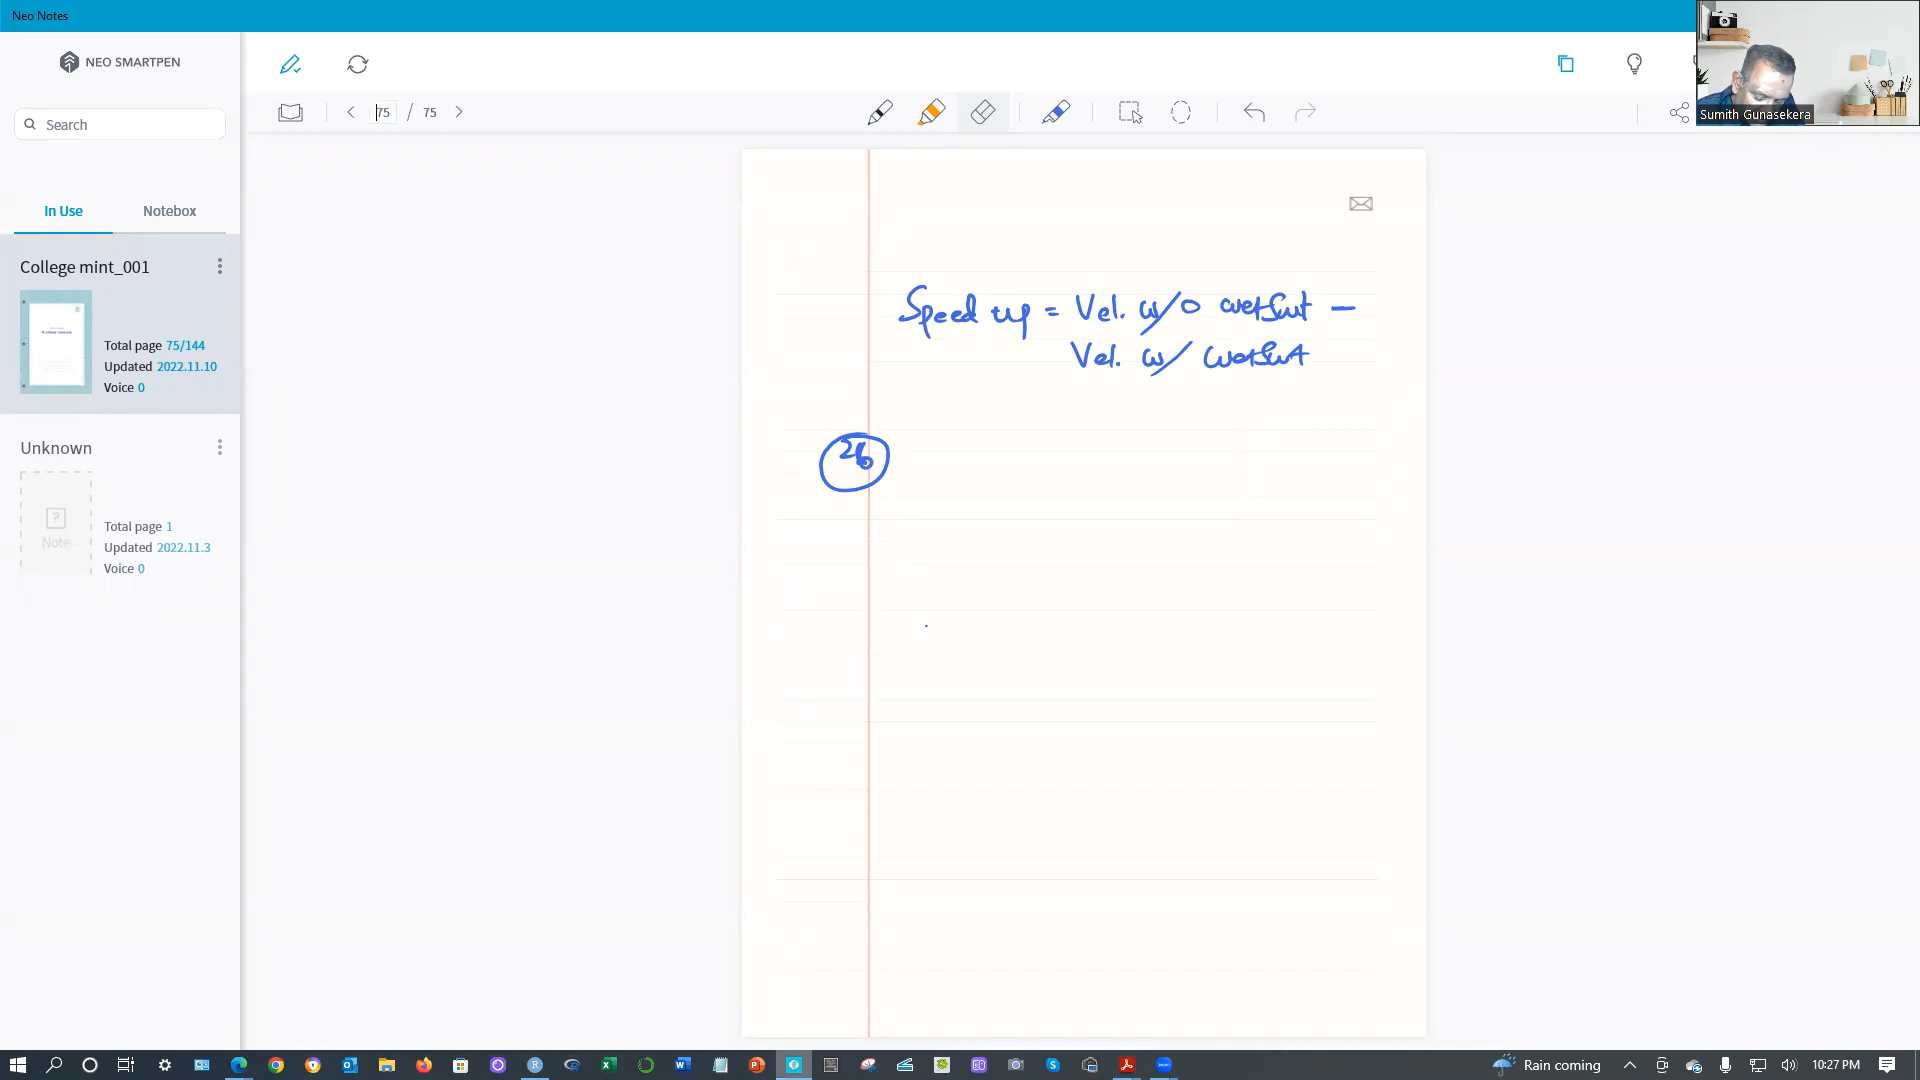 Neo Notes
NEO SMARTPEN
Search
In Use
Notebox
College mint_001
Total page 75/144
Updated 2022.11.10
Voice 0
Unknown
Note
Total page 1
Updated 2022.11.3
Voice 0
75 / 75
Sumith Gunasekera
Speed up = Vel. w/o wetsuit –
Vel. w/ wetsuit
26
Rain coming
10:27 PM